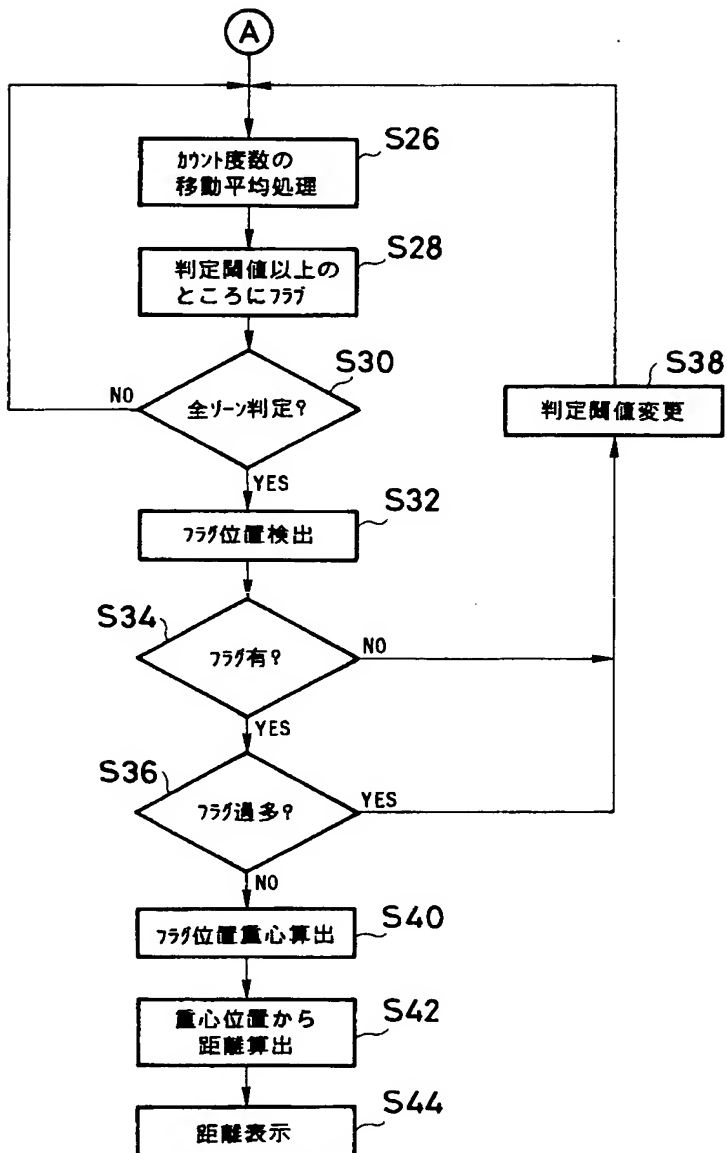 A
S26
カウント度数の
移動平均処理
S28
判定閾値以上の
ところにフラグ
S30
全ゾーン判定?
NO
YES
S38
判定閾値変更
S32
フラグ位置検出
S34
フラグ有?
NO
YES
S36
フラグ過多?
YES
NO
S40
フラグ位置重心算出
S42
重心位置から
距離算出
S44
距離表示